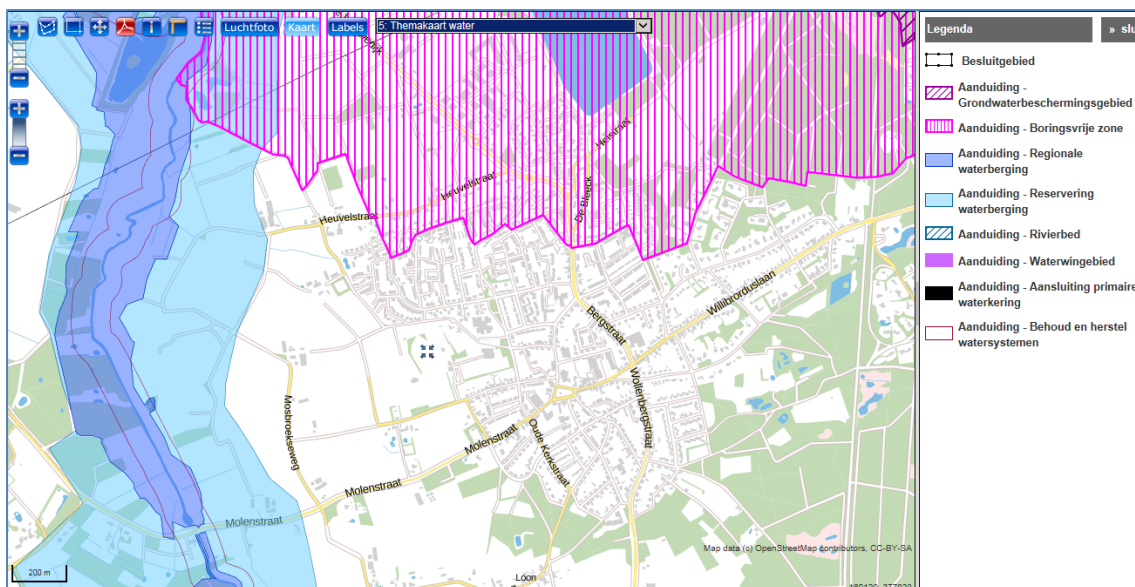 Luchtfoto Kaart Labels 5: Themakaart water
Heuvelstraat
Heistraat
De Bleeck
Heuvelstraat
Bergstraat
Willibrorduslaan
Wollenbergstraat
Mosbroekseweg
Oude Kerkstraat
Molenstraat
Molenstraat
Molenstraat
Loon
200 m
Map data (c) OpenStreetMap contributors, CC-BY-SA
Legenda
» slu
Besluitgebied
Aanduiding -
Grondwaterbeschermingsgebied
Aanduiding - Boringsvrije zone
Aanduiding - Regionale
waterberging
Aanduiding - Reservering
waterberging
Aanduiding - Rivierbed
Aanduiding - Waterwingebied
Aanduiding - Aansluiting primaire
waterkering
Aanduiding - Behoud en herstel
watersystemen